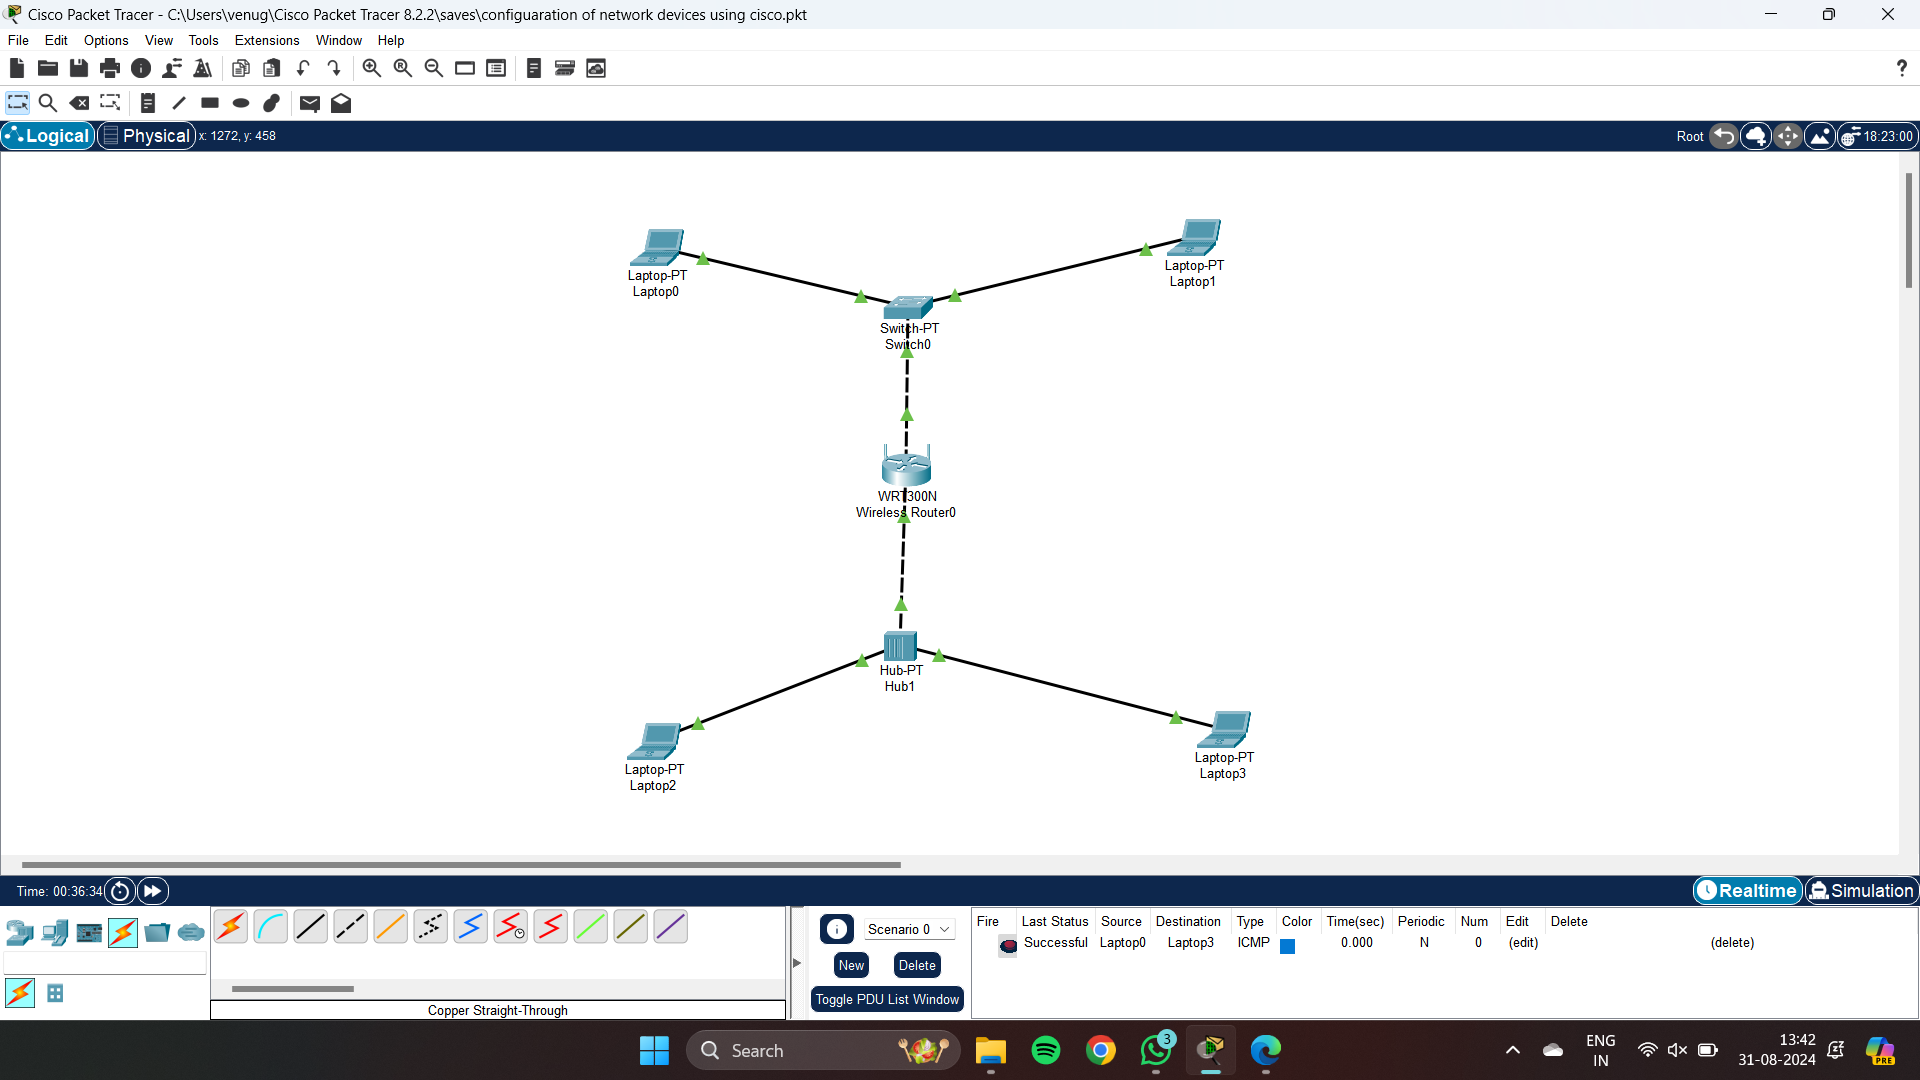 Cisco Packet Tracer - C:\Users\venug\Cisco Packet Tracer 8.2.2\saves\configuaration of network devices using cisco.pkt
File Edit Options View Tools Extensions Window Help
?
Logical Physical x: 1272, y: 458 Root 18:23:00
Laptop-PT
Laptop0
Laptop-PT
Laptop1
Switch-PT
Switch0
WRT300N
Wireless Router0
Hub-PT
Hub1
Laptop-PT
Laptop2
Laptop-PT
Laptop3
Time: 00:36:34 Realtime Simulation
Copper Straight-Through
Scenario 0
New Delete
Toggle PDU List Window
Fire Last Status Source Destination Type Color Time(sec) Periodic Num Edit Delete
Successful Laptop0 Laptop3 ICMP 0.000 N 0 (edit) (delete)
Search
3
ENG
IN
13:42
31-08-2024
PRE